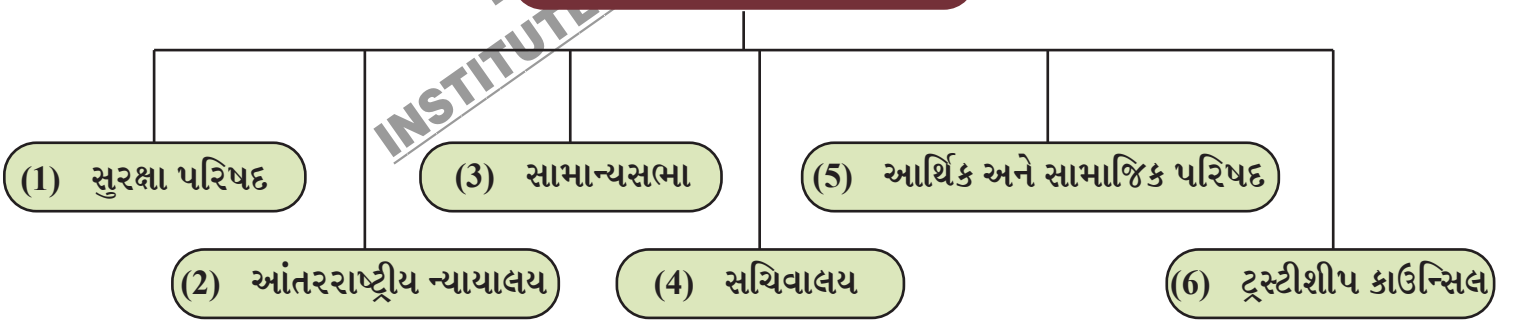 INSTITUTE
(1) સુરક્ષા પરિષદ
(3) સામાન્યસભા
(5) આર્થિક અને સામાજિક પરિષદ
(2) આંતરરાષ્ટ્રીય ન્યાયાલય
(4) સચિવાલય
(6) ટ્રસ્ટીશીપ કાઉન્સિલ